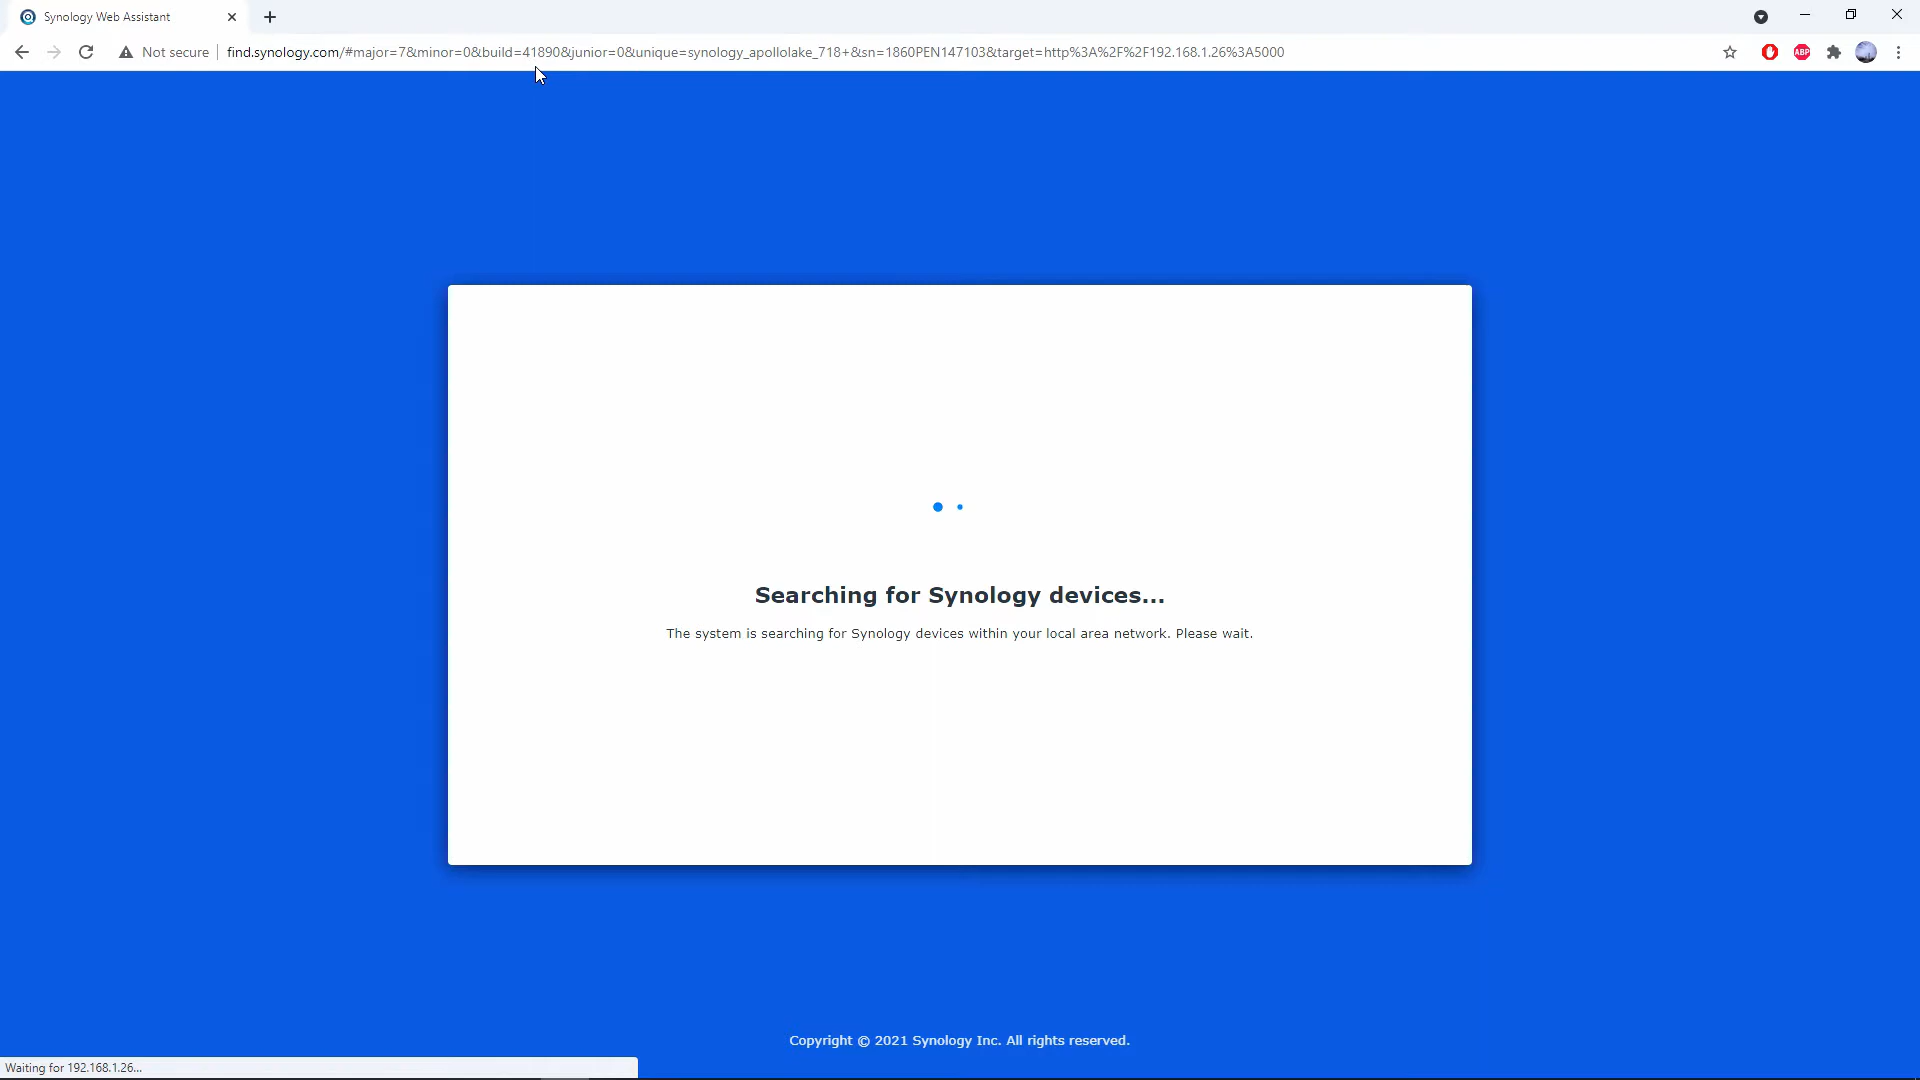 Synology Web Assistant
Not secure
find.synology.com/#major=7&minor=0&build=41890&junior=0&unique=synology_apollolake_718+&sn=1860PEN147103&target=http%3A%2F%2F192.168.1.26%3A5000
ABP
Searching for Synology devices...
The system is searching for Synology devices within your local area network. Please wait.
Copyright © 2021 Synology Inc. All rights reserved.
Waiting for 192.168.1.26...